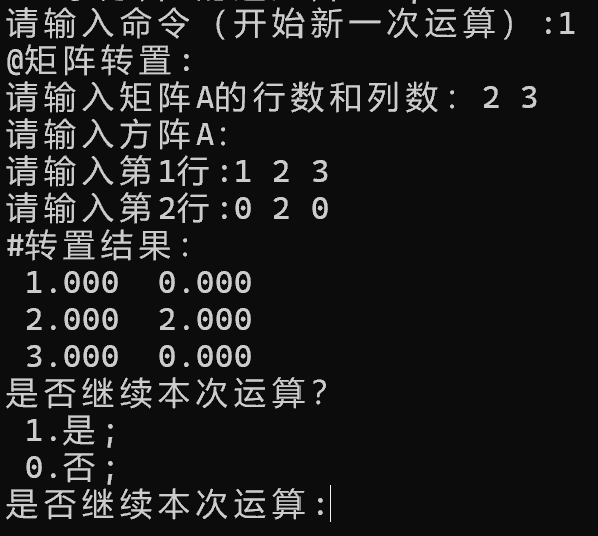 请输入命令（开始新一次运算）:1
@矩阵转置:
请输入矩阵A的行数和列数: 2 3
请输入方阵A:
请输入第1行:1 2 3
请输入第2行:0 2 0
#转置结果:
1.000 0.000
2.000 2.000
3.000 0.000
是否继续本次运算?
1.是;
0.否;
是否继续本次运算: